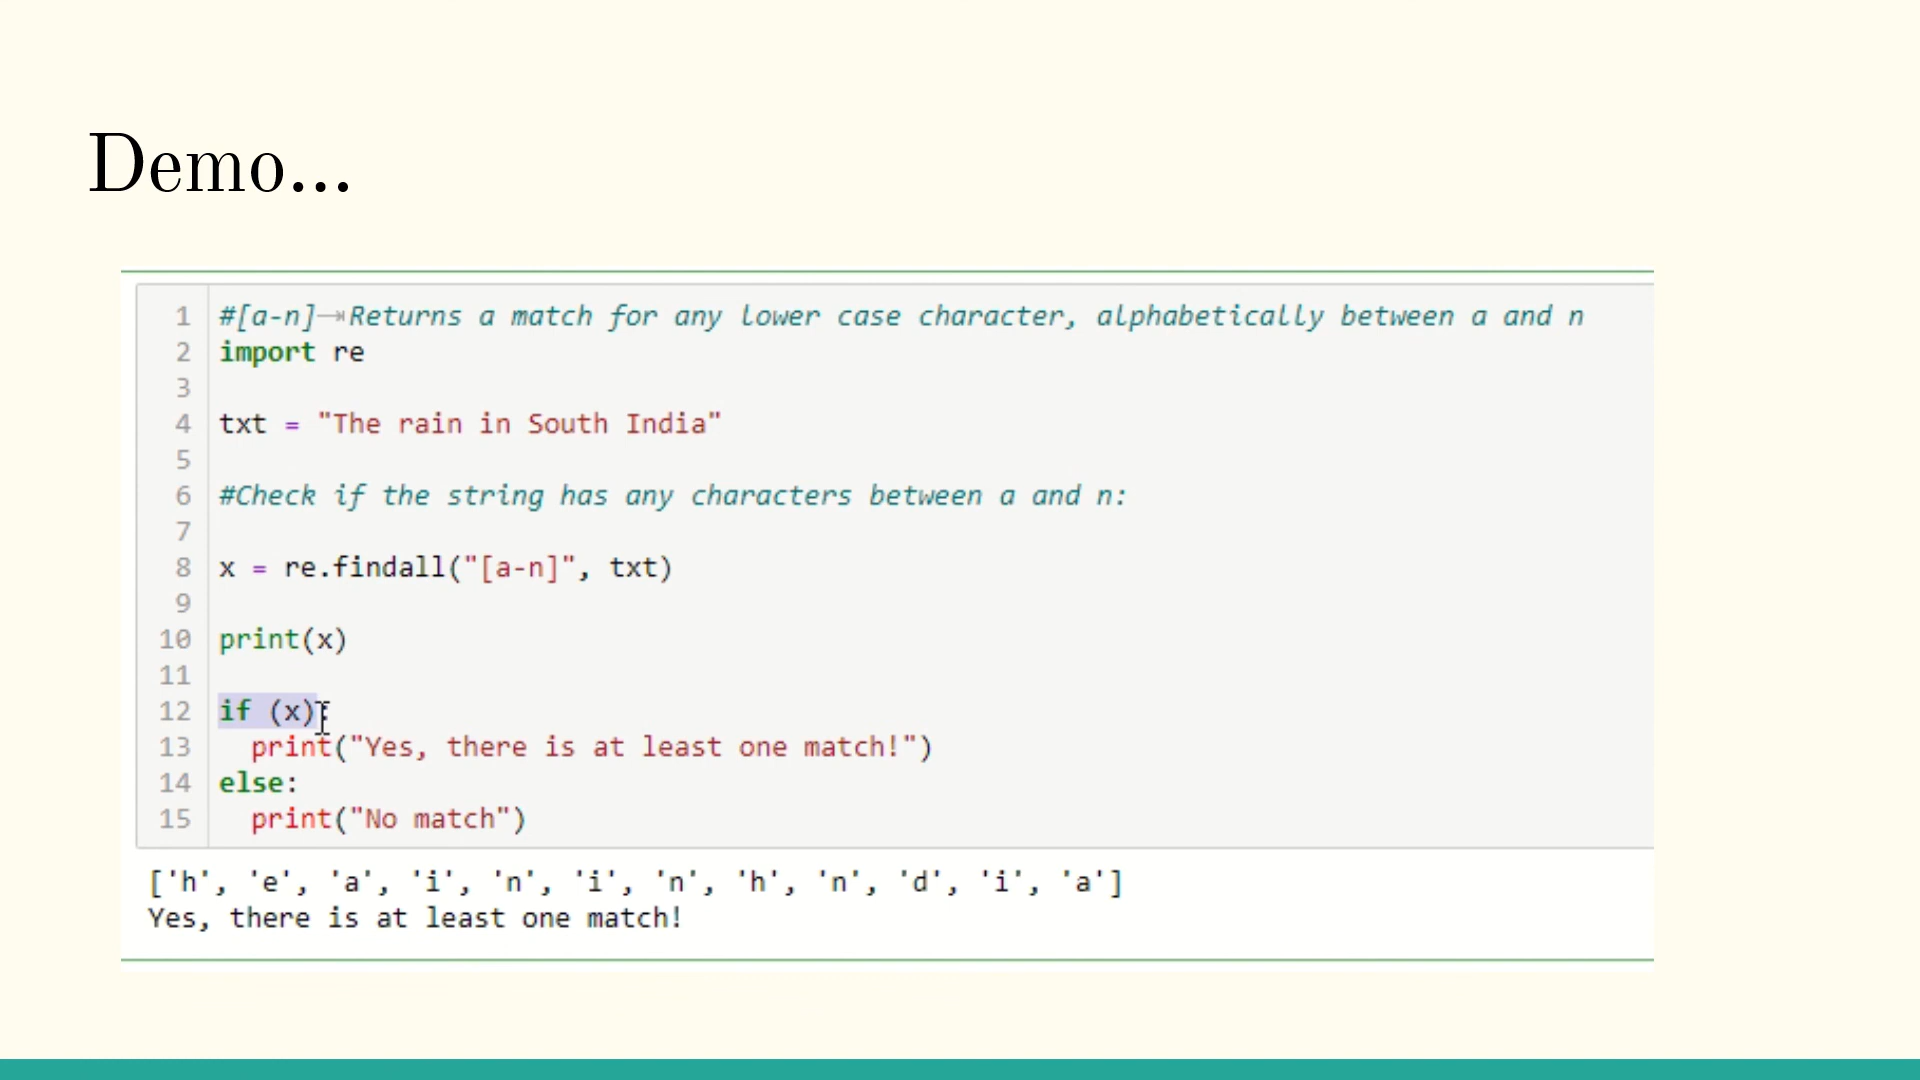 Demo...
1 #[a-n]→Returns a match for any lower case character, alphabetically between a and n
2 import re
3
4 txt = "The rain in South India"
5
6 #Check if the string has any characters between a and n:
7
8 x = re.findall("[a-n]", txt)
9
10 print(x)
11
12 if (x):
13   print("Yes, there is at least one match!")
14 else:
15   print("No match")
['h', 'e', 'a', 'i', 'n', 'i', 'n', 'h', 'n', 'd', 'i', 'a']
Yes, there is at least one match!